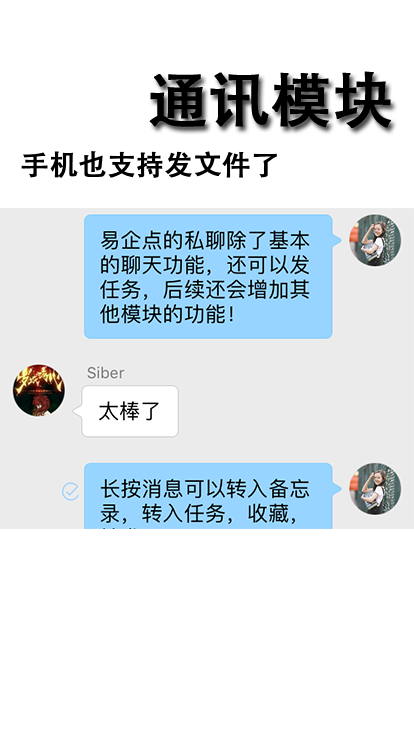 通讯模块
手机也支持发文件了
易企点的私聊除了基本
的聊天功能，还可以发
任务，后续还会增加其
他模块的功能！
Siber
太棒了
长按消息可以转入备忘
录，转入任务，收藏，